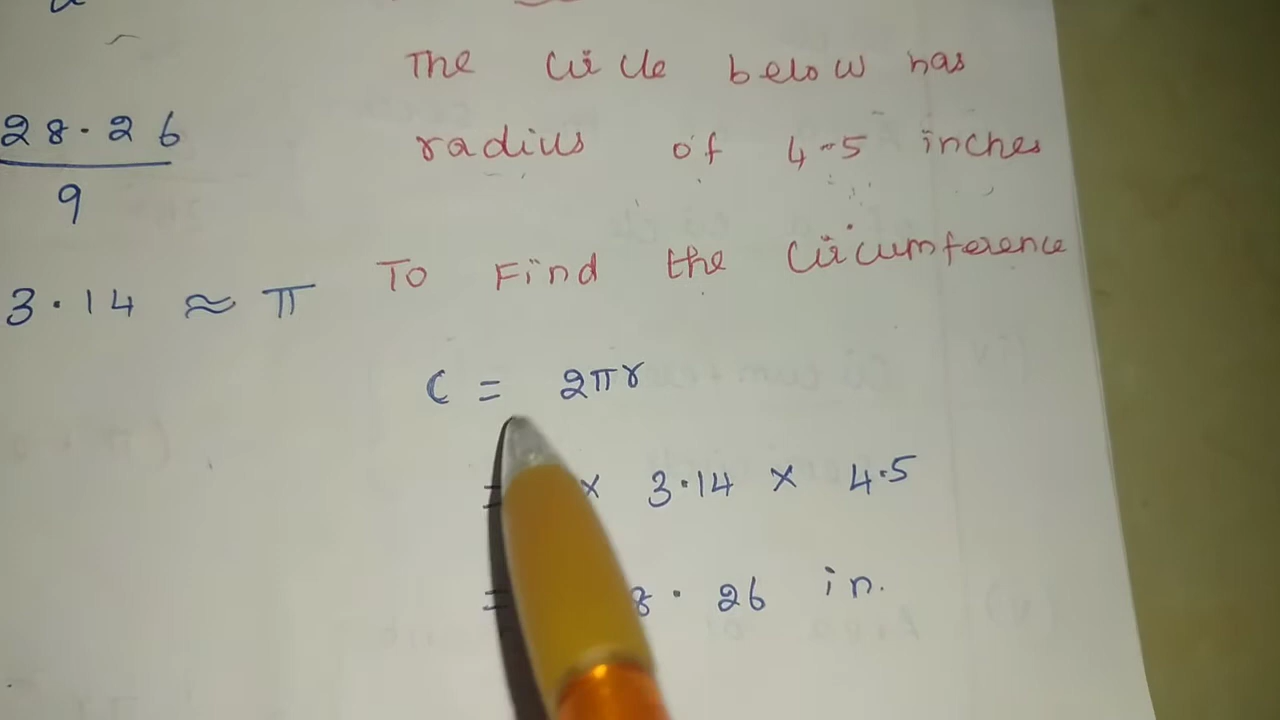 28.26
9
3.14 ≈ π
The Circle below has
radius of 4.5 inches
To Find the Circumference
C = 2πr
= × 3.14 × 4.5
= 8.26 in.